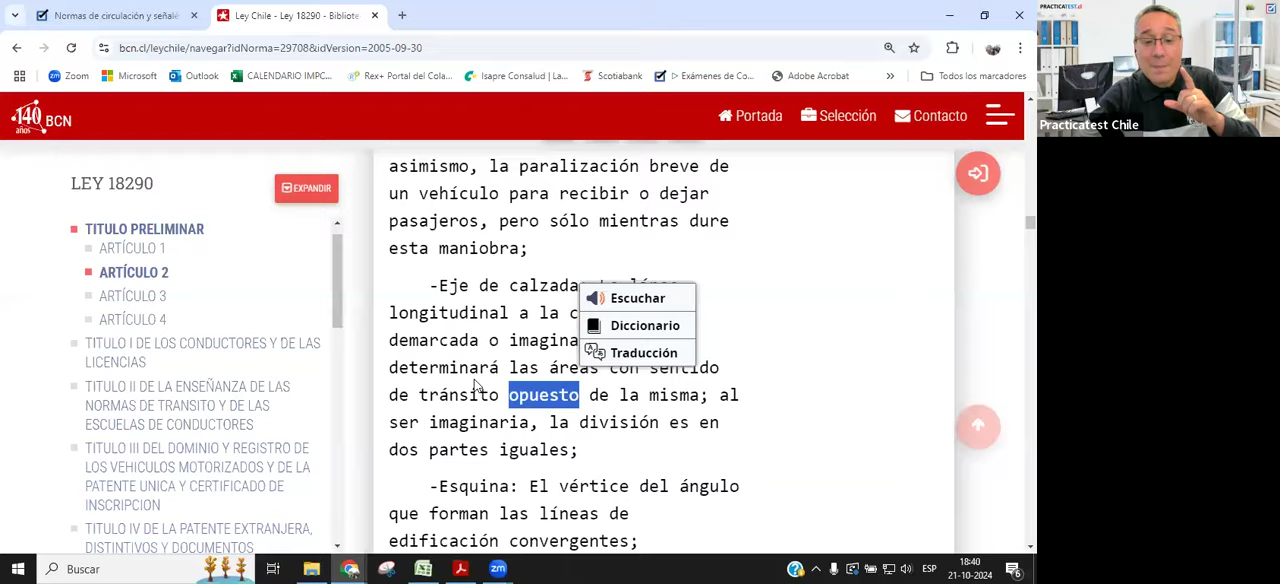 Normas de circulación y señale
Ley Chile - Ley 18290 - Bibliote
bcn.cl/leychile/navegar?idNorma=29708&idVersion=2005-09-30
Zoom
Microsoft
Outlook
CALENDARIO IMPC...
Rex+ Portal del Cola...
Isapre Consalud | La...
Scotiabank
▷ Exámenes de Co...
Adobe Acrobat
»
Todos los marcadores
140 años BCN
Portada
Selección
Contacto
LEY 18290
EXPANDIR
TITULO PRELIMINAR
ARTÍCULO 1
ARTÍCULO 2
ARTÍCULO 3
ARTÍCULO 4
TITULO I DE LOS CONDUCTORES Y DE LAS
LICENCIAS
TITULO II DE LA ENSEÑANZA DE LAS
NORMAS DE TRANSITO Y DE LAS
ESCUELAS DE CONDUCTORES
TITULO III DEL DOMINIO Y REGISTRO DE
LOS VEHICULOS MOTORIZADOS Y DE LA
PATENTE UNICA Y CERTIFICADO DE
INSCRIPCION
TITULO IV DE LA PATENTE EXTRANJERA,
DISTINTIVOS Y DOCUMENTOS
asimismo, la paralización breve de
un vehículo para recibir o dejar
pasajeros, pero sólo mientras dure
esta maniobra;
-Eje de calzada
longitudinal a la c
demarcada o imagina
determinará las áreas con sentido
de tránsito opuesto de la misma; al
ser imaginaria, la división es en
dos partes iguales;
-Esquina: El vértice del ángulo
que forman las líneas de
edificación convergentes;
Escuchar
Diccionario
Traducción
PRACTICATEST.cl
Practicatest Chile
Buscar
ESP
18:40
21-10-2024
6